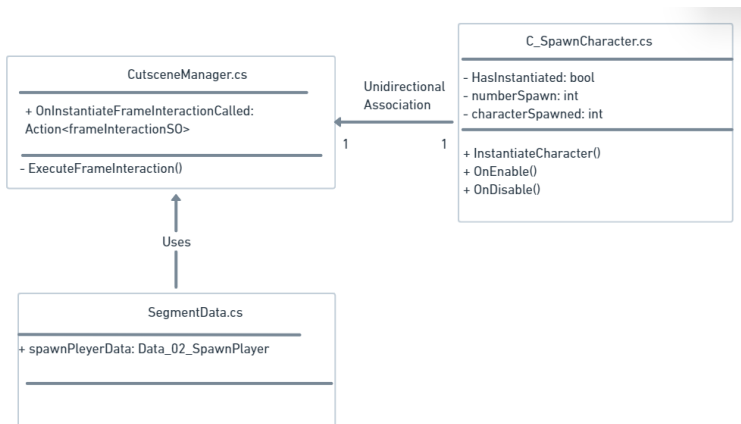 C_SpawnCharacter.cs
- HasInstantiated: bool
- numberSpawn: int
- characterSpawned: int
+ InstantiateCharacter()
+ OnEnable()
+ OnDisable()
CutsceneManager.cs
+ OnInstantiateFrameInteractionCalled:
Action<frameInteractionSO>
- ExecuteFrameInteraction()
Unidirectional
Association
1
1
Uses
SegmentData.cs
+ spawnPleyerData: Data_02_SpawnPlayer